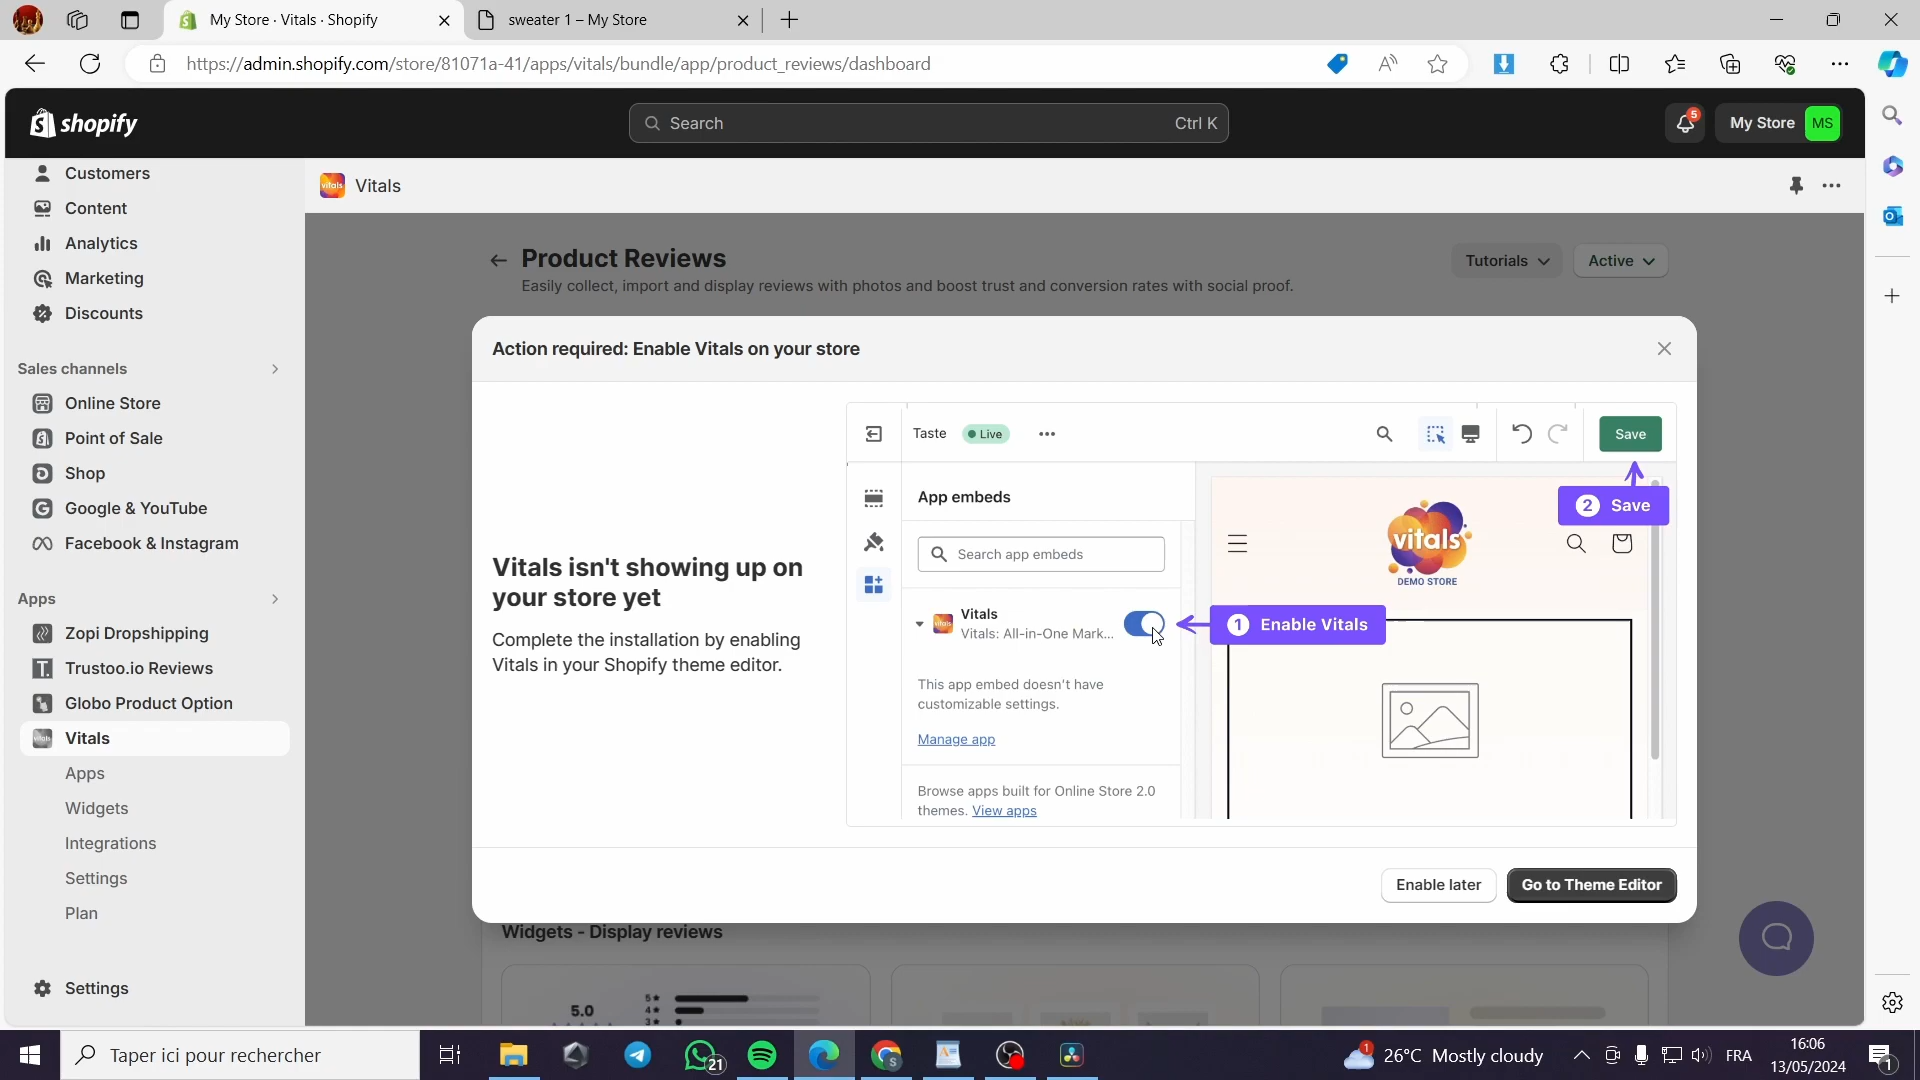 My Store · Vitals · Shopify
sweater 1 – My Store
https://admin.shopify.com/store/81071a-41/apps/vitals/bundle/app/product_reviews/dashboard
shopify
Search
Ctrl K
5
My Store
MS
Customers
Content
Analytics
Marketing
Discounts
Sales channels
Online Store
Point of Sale
Shop
Google & YouTube
Facebook & Instagram
Apps
Zopi Dropshipping
Trustoo.io Reviews
Globo Product Option
Vitals
Apps
Widgets
Integrations
Settings
Plan
Settings
Vitals
Product Reviews
Easily collect, import and display reviews with photos and boost trust and conversion rates with social proof.
Tutorials
Active
Action required: Enable Vitals on your store
Vitals isn't showing up on
your store yet
Complete the installation by enabling
Vitals in your Shopify theme editor.
Taste
Live
Save
App embeds
2 Save
Search app embeds
vitals
DEMO STORE
Vitals
Vitals: All-in-One Mark...
1 Enable Vitals
This app embed doesn't have
customizable settings.
Manage app
Browse apps built for Online Store 2.0
themes. View apps
Enable later
Go to Theme Editor
Widgets - Display reviews
5.0
5★
4★
3★
Taper ici pour rechercher
21
1
26°C Mostly cloudy
FRA
16:06
13/05/2024
1